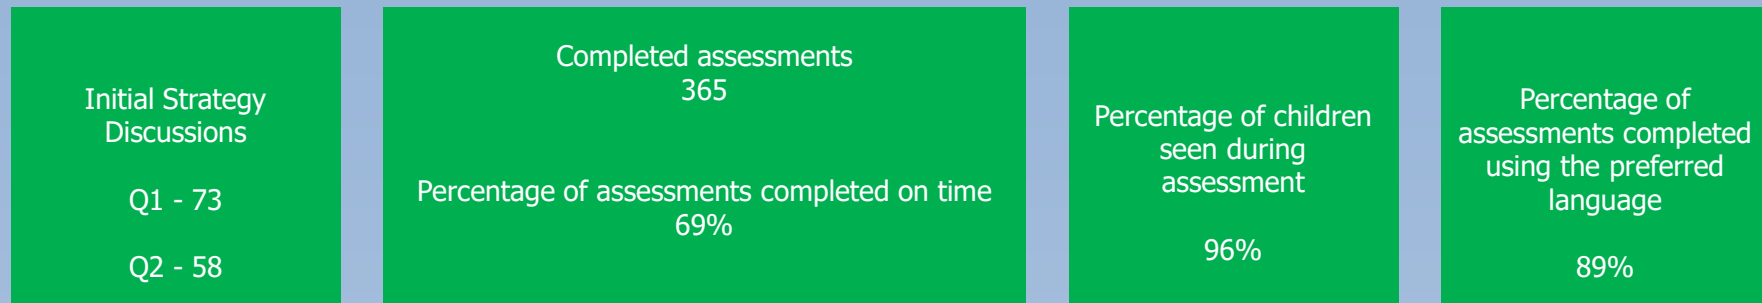 Initial Strategy
Discussions
Q1 - 73
Q2 - 58
Completed assessments
365
Percentage of assessments completed on time
69%
Percentage of children
seen during
assessment
96%
Percentage of
assessments completed
using the preferred
language
89%